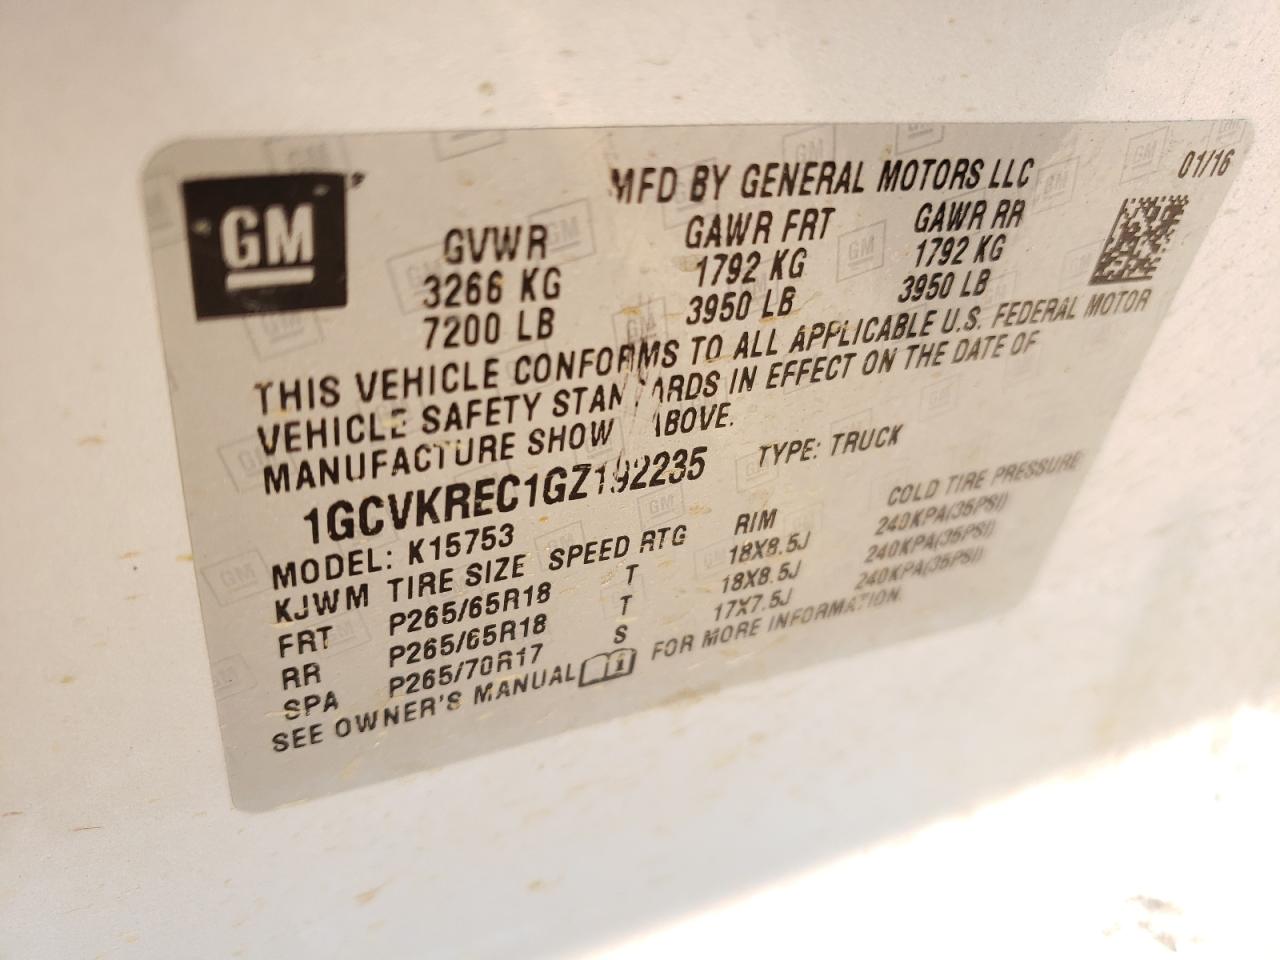 GM
MFD BY GENERAL MOTORS LLC 01/16
GVWR GAWR FRT GAWR RR
3266 KG 1792 KG 1792 KG
7200 LB 3950 LB 3950 LB
THIS VEHICLE CONFORMS TO ALL APPLICABLE U.S. FEDERAL MOTOR
VEHICLE SAFETY STANDARDS IN EFFECT ON THE DATE OF
MANUFACTURE SHOWN ABOVE.
1GCVKREC1GZ192235 TYPE: TRUCK
MODEL: K15753
KJWM TIRE SIZE SPEED RTG RIM COLD TIRE PRESSURE
FRT P265/65R18 T 18X8.5J 240KPA(35PSI)
RR P265/65R18 T 18X8.5J 240KPA(35PSI)
SPA P265/70R17 S 17X7.5J 240KPA(35PSI)
SEE OWNER'S MANUAL FOR MORE INFORMATION.